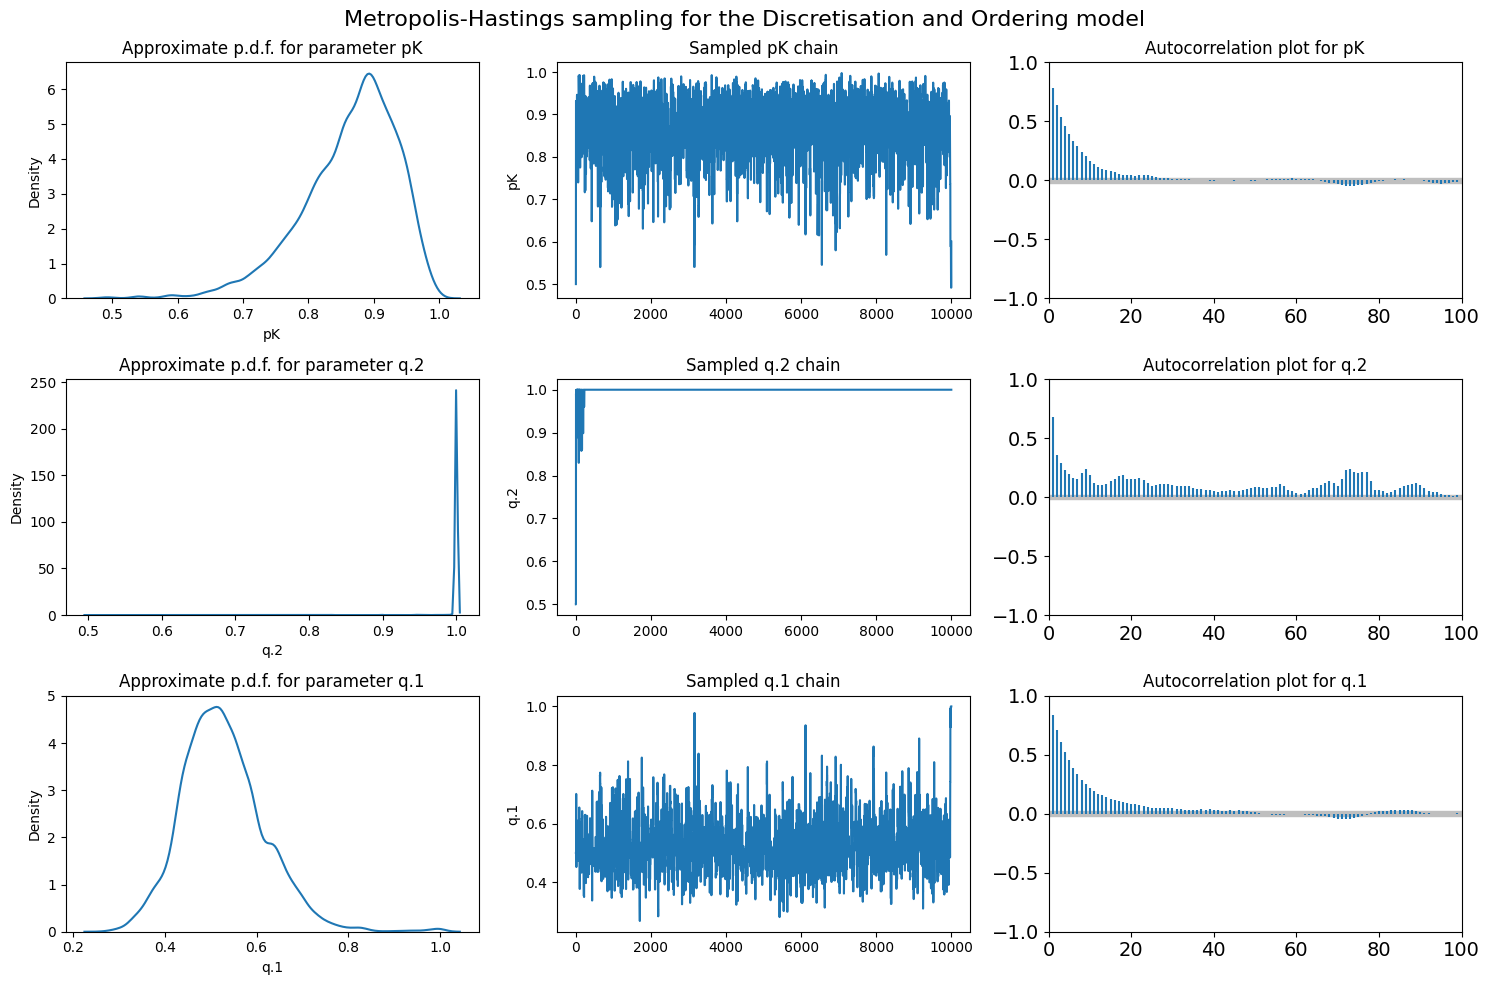 Metropolis-Hastings sampling for the Discretisation and Ordering model
Approximate p.d.f. for parameter pK
Density
6
5
4
3
2
1
0
0.5 0.6 0.7 0.8 0.9 1.0
pK
Sampled pK chain
pK
1.0
0.9
0.8
0.7
0.6
0.5
0 2000 4000 6000 8000 10000
Autocorrelation plot for pK
1.0
0.5
0.0
−0.5
−1.0
0 20 40 60 80 100
Approximate p.d.f. for parameter q.2
Density
250
200
150
100
50
0
0.5 0.6 0.7 0.8 0.9 1.0
q.2
Sampled q.2 chain
q.2
1.0
0.9
0.8
0.7
0.6
0.5
0 2000 4000 6000 8000 10000
Autocorrelation plot for q.2
1.0
0.5
0.0
−0.5
−1.0
0 20 40 60 80 100
Approximate p.d.f. for parameter q.1
Density
5
4
3
2
1
0
0.2 0.4 0.6 0.8 1.0
q.1
Sampled q.1 chain
q.1
1.0
0.8
0.6
0.4
0 2000 4000 6000 8000 10000
Autocorrelation plot for q.1
1.0
0.5
0.0
−0.5
−1.0
0 20 40 60 80 100